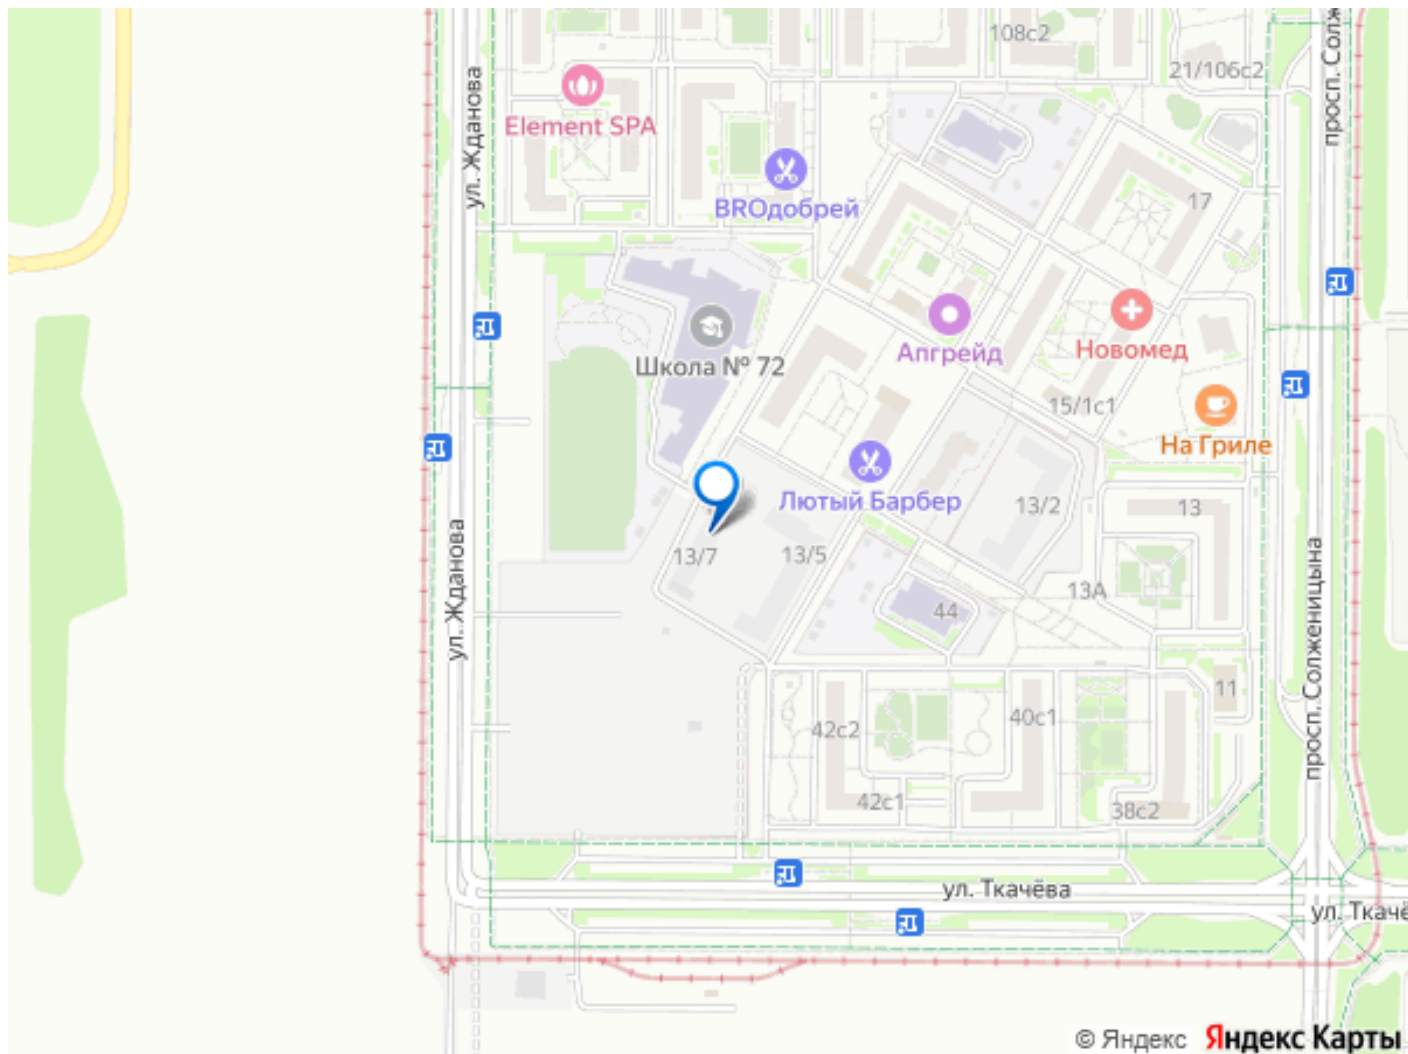 108с2
просп. Солж
21/106с2
ул. Жданова
Element SPA
BROдобрей
17
Школа № 72
Апгрейд
Новомед
15/1с1
На Гриле
Лютый Барбер
13/2
13
13/7
13/5
ул. Жданова
13А
44
просп. Солженицына
11
42с2
40с1
42с1
38с2
ул. Ткачёва
ул. Ткачё
© Яндекс Яндекс Карты